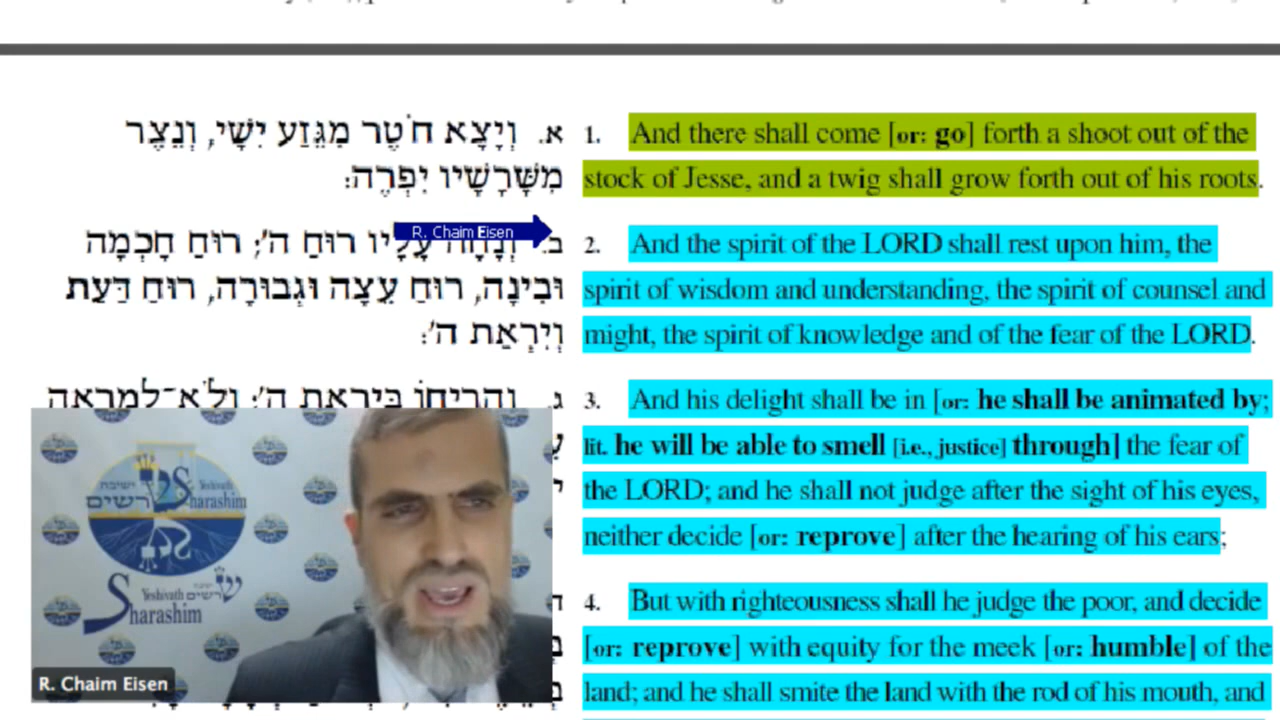 א. וְיָצָא חֹטֶר מִגֵּזַע יִשָׁי, וְנֵצֶר
מִשָּׁרָשָׁיו יִפְרֶה:
ב. וְנָחָה עָלָיו רוּחַ ה'; רוּחַ חָכְמָה
וּבִינָה, רוּחַ עֵצָה וּגְבוּרָה, רוּחַ דַּעַת
וְיִרְאַת ה':
ג. וַהֲרִיחוֹ בְּיִרְאַת ה'; וְלֹא־לְמַרְאֵה
R. Chaim Eisen
1. And there shall come [or: go] forth a shoot out of the
stock of Jesse, and a twig shall grow forth out of his roots.
2. And the spirit of the LORD shall rest upon him, the
spirit of wisdom and understanding, the spirit of counsel and
might, the spirit of knowledge and of the fear of the LORD.
3. And his delight shall be in [or: he shall be animated by;
lit. he will be able to smell [i.e., justice] through] the fear of
the LORD; and he shall not judge after the sight of his eyes,
neither decide [or: reprove] after the hearing of his ears;
4. But with righteousness shall he judge the poor, and decide
[or: reprove] with equity for the meek [or: humble] of the
land; and he shall smite the land with the rod of his mouth, and
ישיבת
שרשים
Yeshivath
Sharashim
ישיבת
שרשים
Yeshivath
Sharashim
R. Chaim Eisen